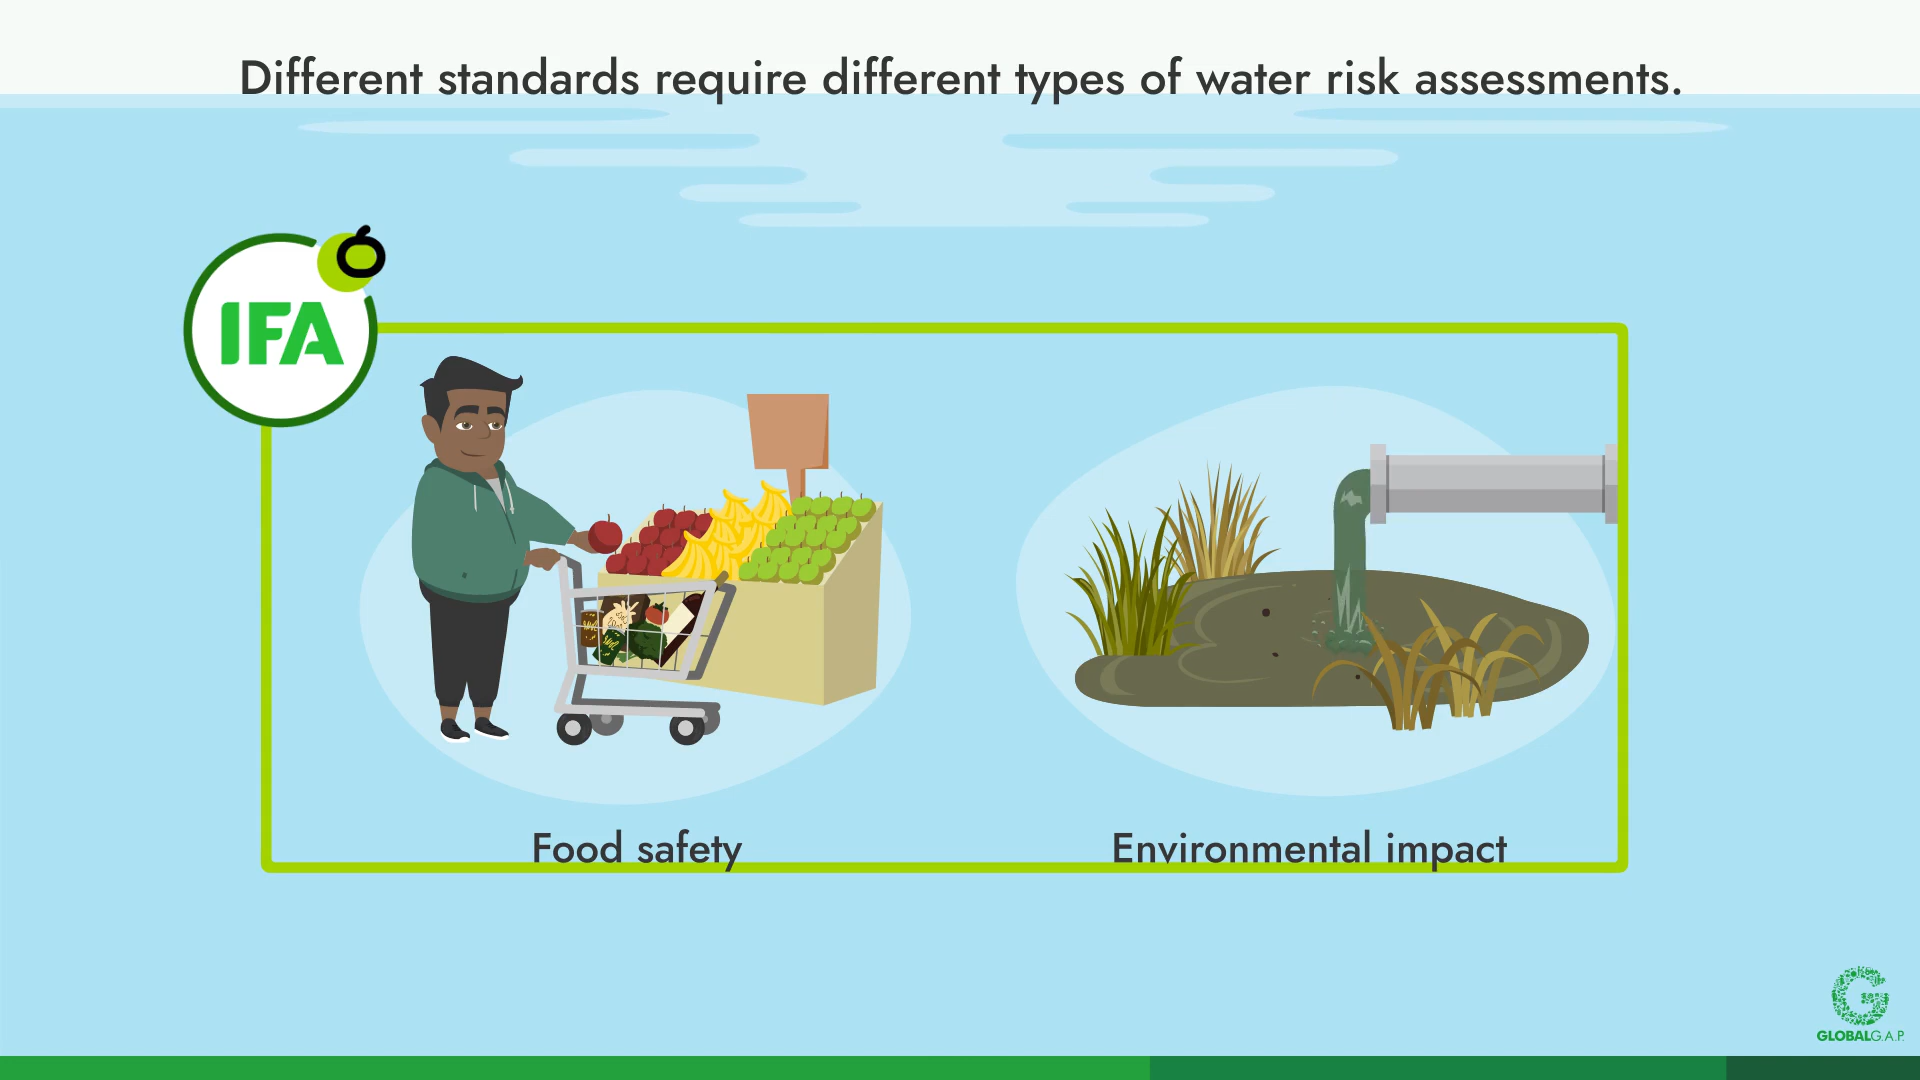 Different standards require different types of water risk assessments.
IFA
Food safety
Environmental impact
GLOBALG.A.P.